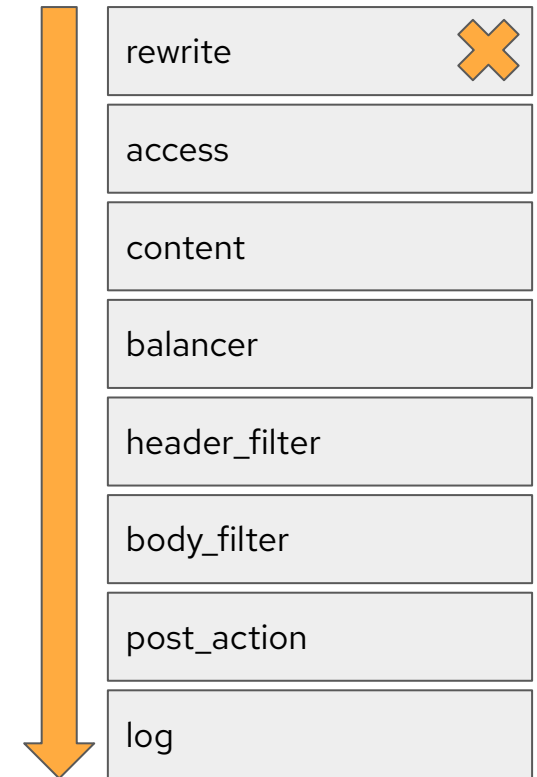 rewrite
access
content
balancer
header_filter
body_filter
post_action
log